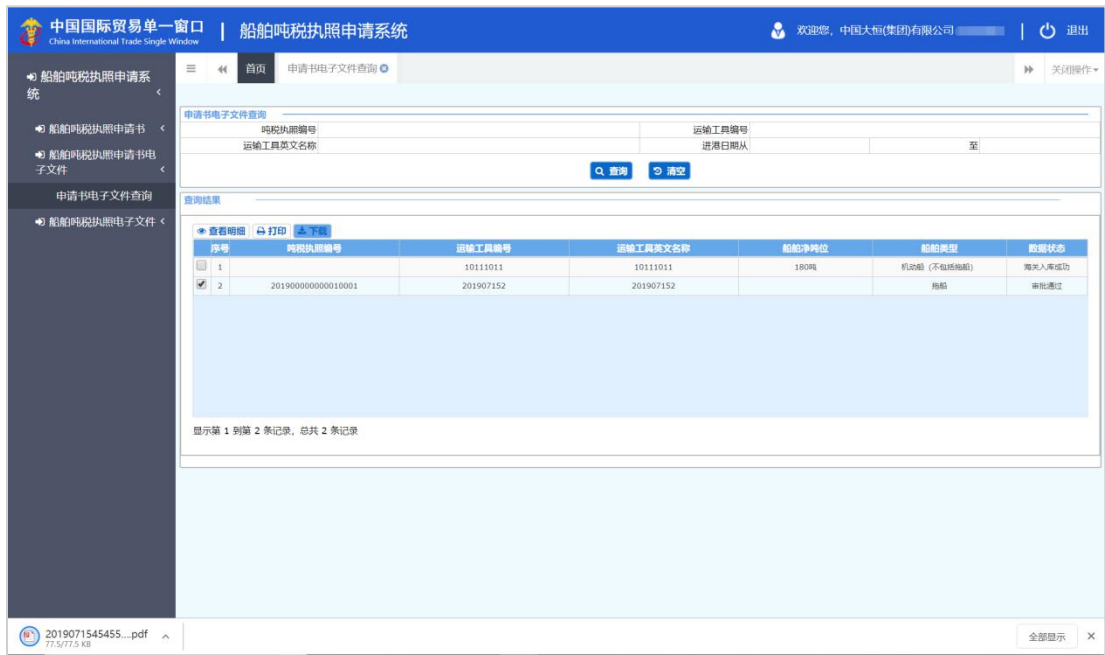 中国国际贸易单一窗口 | 船舶吨税执照申请系统
China International Trade Single Window
欢迎您，中国大恒(集团)有限公司
退出
船舶吨税执照申请系统
船舶吨税执照申请书
船舶吨税执照申请书电子文件
申请书电子文件查询
船舶吨税执照电子文件
首页 申请书电子文件查询 关闭操作
申请书电子文件查询
吨税执照编号 运输工具编号
运输工具英文名称 进港日期从 至
查询 清空
查询结果
查看明细 打印 下载
序号 吨税执照编号 运输工具编号 运输工具英文名称 船舶净吨位 船舶类型 数据状态
1 10111011 10111011 180吨 机动船（不包括拖船） 海关入库成功
2 201900000000010001 201907152 201907152 拖船 审批通过
显示第 1 到第 2 条记录，总共 2 条记录
2019071545455....pdf
77.5/77.5 KB
全部显示